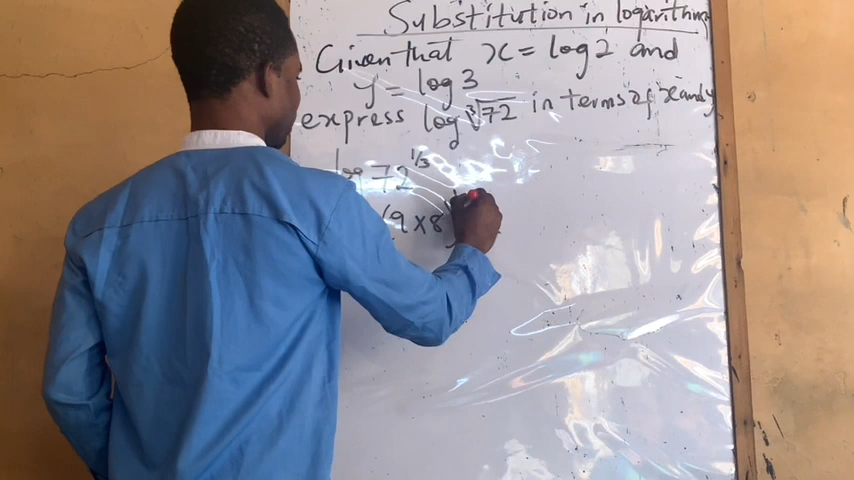 Substitution in logarithm
Given that x = log 2 and
y = log 3
express log ∛72 in terms of x and y
log 72^1/3
(9 × 8)